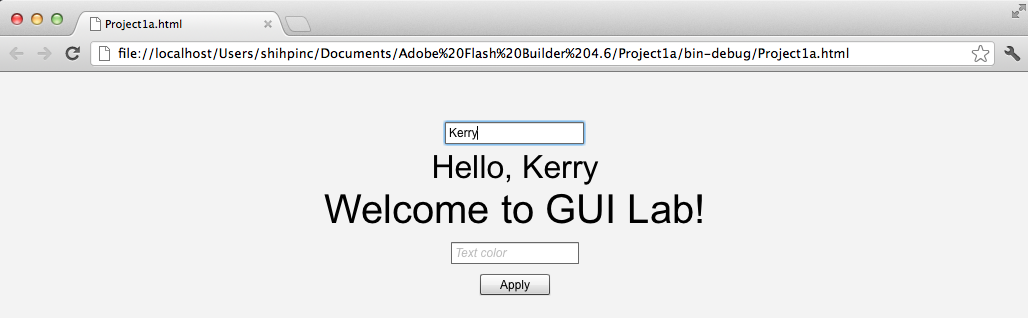 Project1a.html
file://localhost/Users/shihpinc/Documents/Adobe%20Flash%20Builder%204.6/Project1a/bin-debug/Project1a.html
Kerry
Hello, Kerry
Welcome to GUI Lab!
Text color
Apply